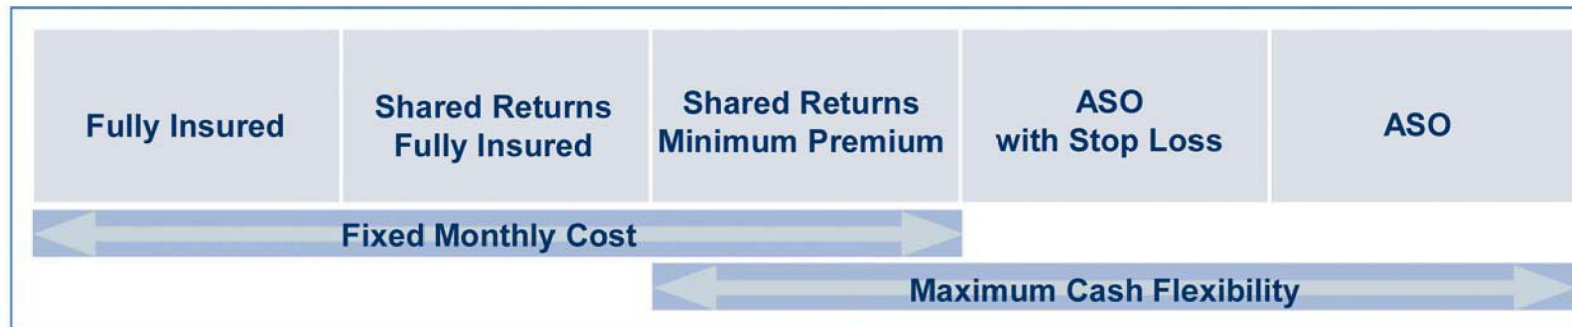 Fully Insured
Shared Returns
Fully Insured
Shared Returns
Minimum Premium
ASO
with Stop Loss
ASO
Fixed Monthly Cost
Maximum Cash Flexibility